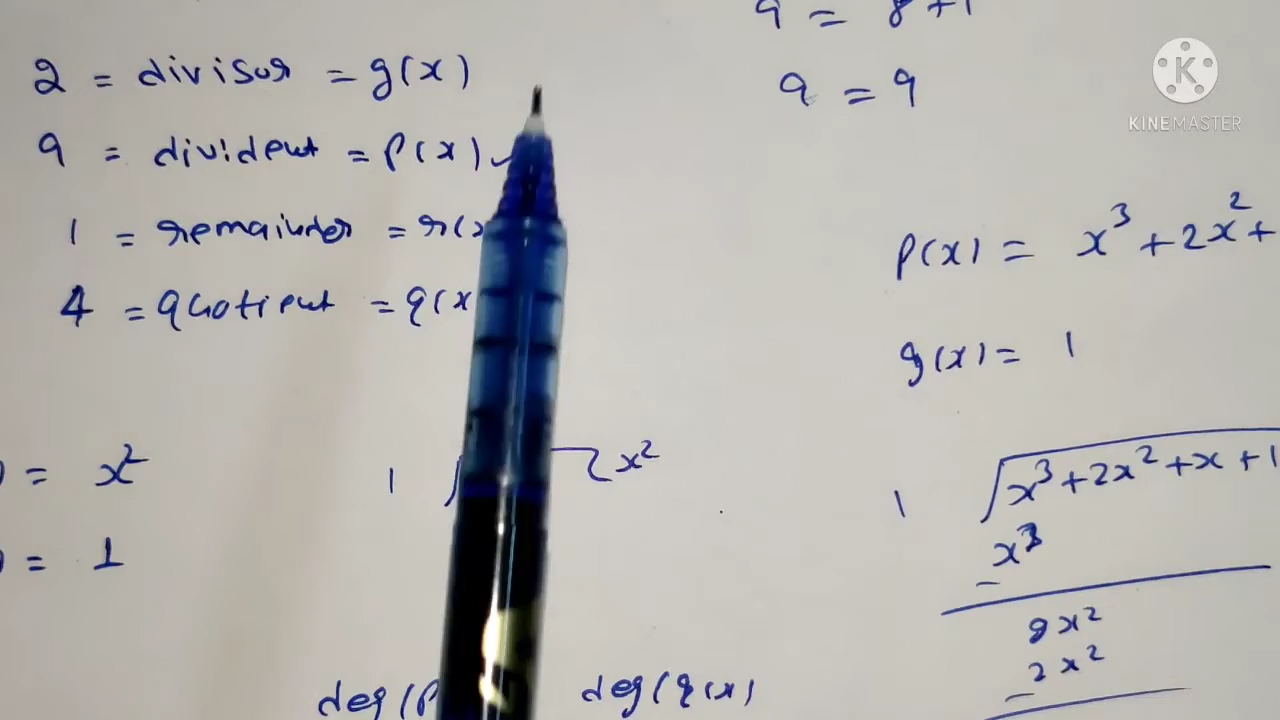 2 = divisor = g(x)
9 = dividend = p(x)
1 = remainder = r(x
4 = quotient = q(x
= x²
= 1
1 x²
deg(P deg(q(x)
9 = 8+1
9 = 9
K
KINEMASTER
p(x) = x³ + 2x² +
g(x) = 1
1 x³+2x²+x+1
x³
-
2x²
2x²
-